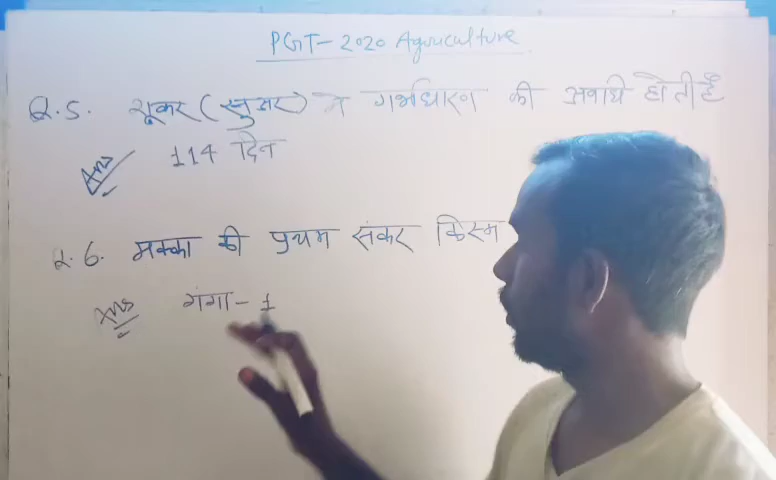 PGT-2020 Agriculture
Q.5. शूकर (सुअर) में गर्भधारण की अवधि होती है
Ans 114 दिन
Q.6. मक्का की प्रथम संकर किस्म
Ans गंगा-1